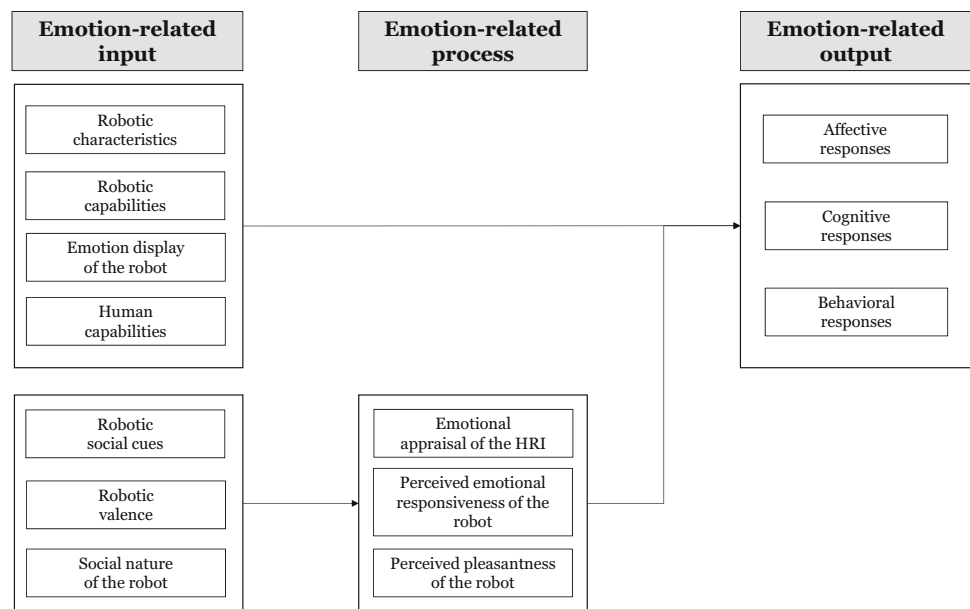 Emotion-related
input
Emotion-related
process
Emotion-related
output
Robotic
characteristics
Robotic
capabilities
Emotion display
of the robot
Human
capabilities
Affective
responses
Cognitive
responses
Behavioral
responses
Robotic
social cues
Robotic
valence
Social nature
of the robot
Emotional
appraisal of the HRI
Perceived emotional
responsiveness of the
robot
Perceived pleasantness
of the robot